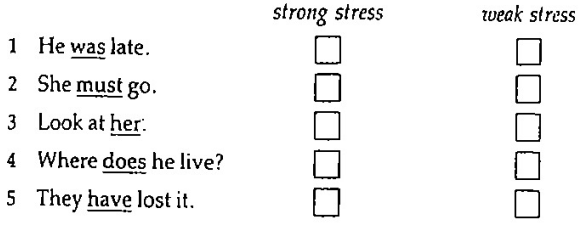 strong stress weak stress
1 He was late.
2 She must go.
3 Look at her.
4 Where does he live?
5 They have lost it.